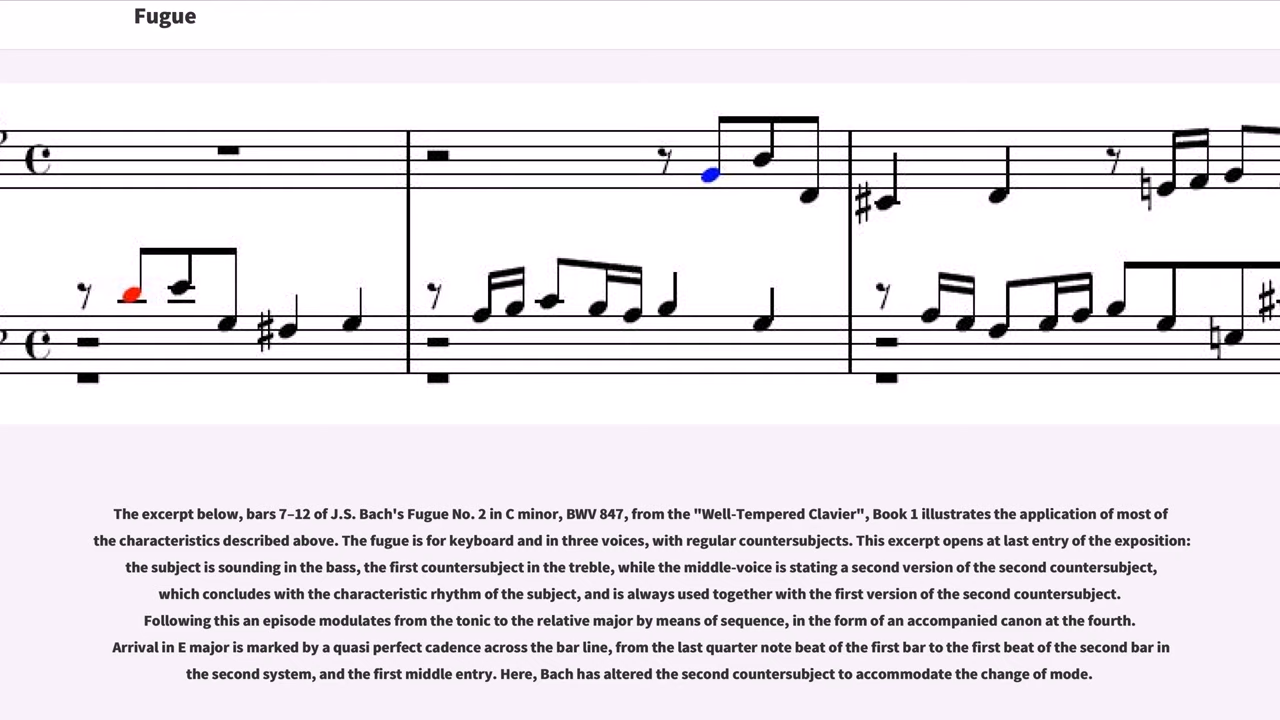 Fugue
The excerpt below, bars 7–12 of J.S. Bach's Fugue No. 2 in C minor, BWV 847, from the "Well-Tempered Clavier", Book 1 illustrates the application of most of
the characteristics described above. The fugue is for keyboard and in three voices, with regular countersubjects. This excerpt opens at last entry of the exposition:
the subject is sounding in the bass, the first countersubject in the treble, while the middle-voice is stating a second version of the second countersubject,
which concludes with the characteristic rhythm of the subject, and is always used together with the first version of the second countersubject.
Following this an episode modulates from the tonic to the relative major by means of sequence, in the form of an accompanied canon at the fourth.
Arrival in E major is marked by a quasi perfect cadence across the bar line, from the last quarter note beat of the first bar to the first beat of the second bar in
the second system, and the first middle entry. Here, Bach has altered the second countersubject to accommodate the change of mode.